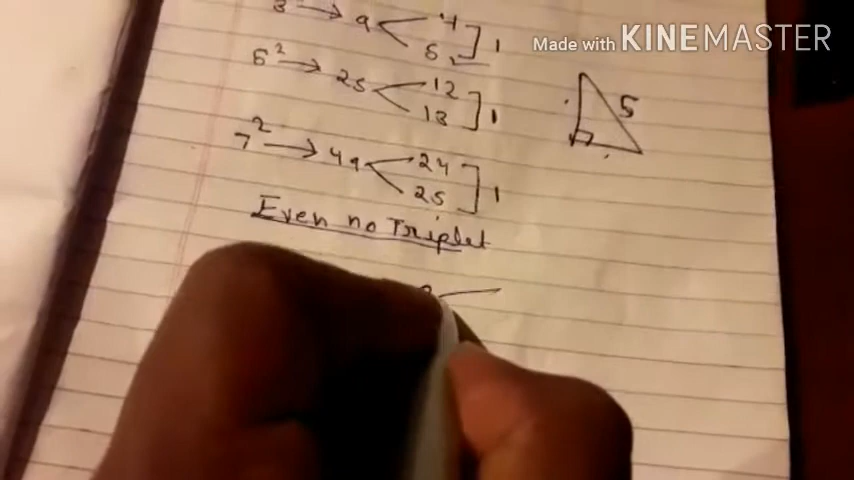 Made with KINEMASTER
3² → 9 < 4
5 ] 1
5² → 25 < 12
13 ] 1
5
7² → 49 < 24
25 ] 1
Even no Triplet